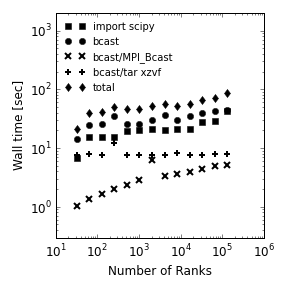 10³
import scipy
bcast
bcast/MPI_Bcast
10²
bcast/tar xzvf
total
Wall time [sec]
10¹
10⁰
10¹ 10² 10³ 10⁴ 10⁵ 10⁶
Number of Ranks